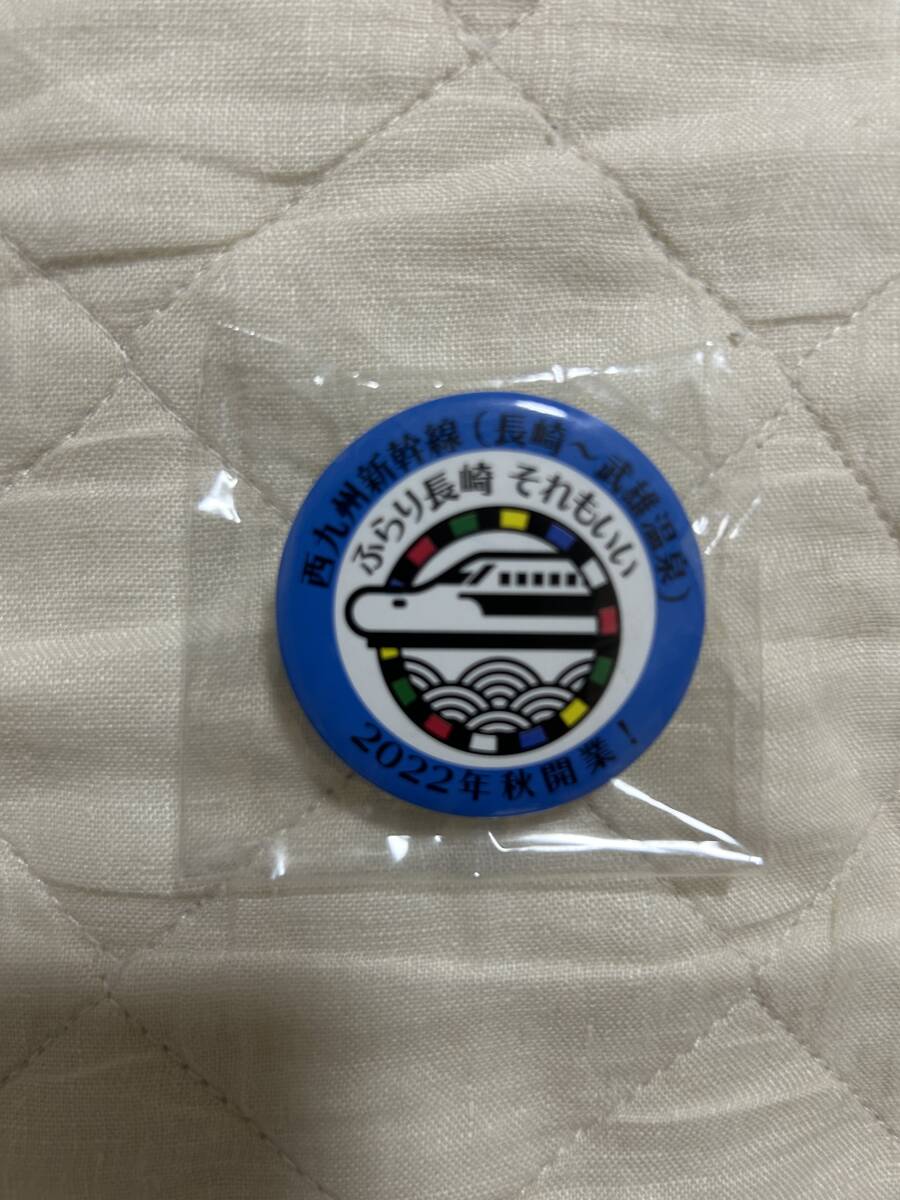 西九州新幹線（長崎～武雄温泉）
ふらり長崎 それもいい
2022年秋開業！